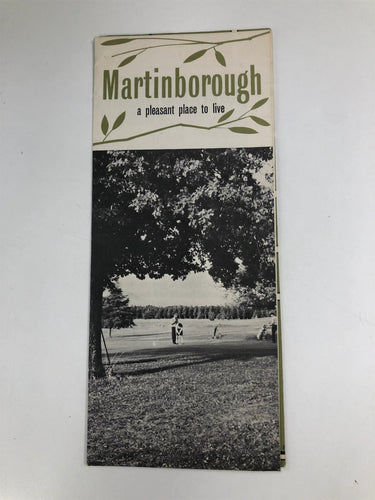 Martinborough
a pleasant place to live